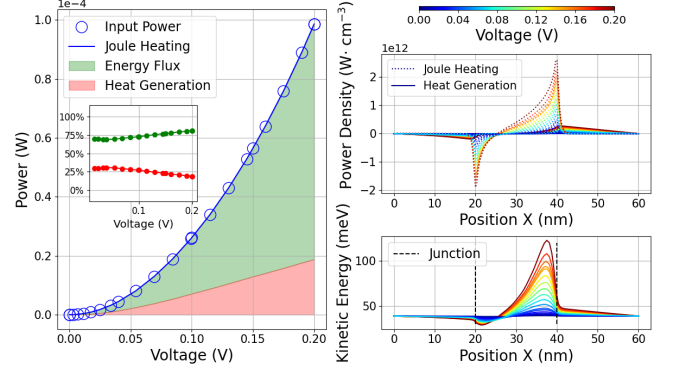 1e−4
Power (W)
1.0
0.8
0.6
0.4
0.2
0.0
Input Power
Joule Heating
Energy Flux
Heat Generation
100%
75%
50%
25%
0%
0.1
0.2
Voltage (V)
0.00
0.05
0.10
0.15
0.20
Voltage (V)
0.00
0.04
0.08
0.12
0.16
0.20
Voltage (V)
Power Density (W· cm⁻³)
1e12
2
1
0
−1
−2
Joule Heating
Heat Generation
0
10
20
30
40
50
60
Position X (nm)
Kinetic Energy (meV)
100
50
Junction
0
10
20
30
40
50
60
Position X (nm)